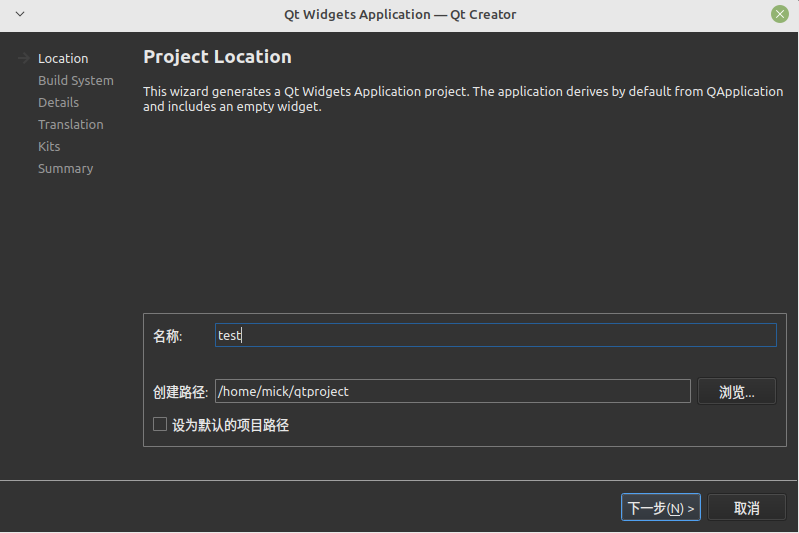 Qt Widgets Application — Qt Creator
Location
Build System
Details
Translation
Kits
Summary
Project Location
This wizard generates a Qt Widgets Application project. The application derives by default from QApplication
and includes an empty widget.
名称: test
创建路径: /home/mick/qtproject 浏览...
设为默认的项目路径
下一步(N) > 取消